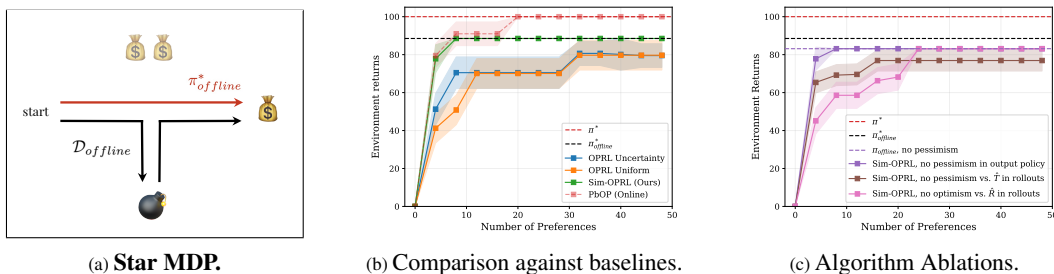 start
π*offline
𝒟offline
(a) Star MDP.
Environment returns
100
80
60
40
20
0
0
10
20
30
40
50
Number of Preferences
π*
π*offline
OPRL Uncertainty
OPRL Uniform
Sim-OPRL (Ours)
PbOP (Online)
(b) Comparison against baselines.
Environment Returns
100
80
60
40
20
0
0
10
20
30
40
50
Number of Preferences
π*
π*offline
π*offline, no pessimism
Sim-OPRL, no pessimism in output policy
Sim-OPRL, no pessimism vs. T̂ in rollouts
Sim-OPRL, no optimism vs. R̂ in rollouts
(c) Algorithm Ablations.